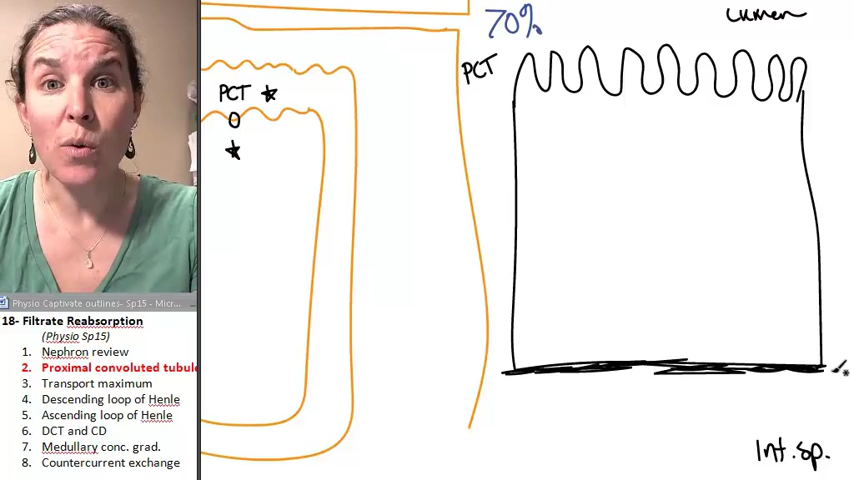 70%
Lumen
PCT
PCT ★
★
Physio Captivate outlines- Sp15 - Micr...
18- Filtrate Reabsorption
(Physio Sp15)
1. Nephron review
2. Proximal convoluted tubule
3. Transport maximum
4. Descending loop of Henle
5. Ascending loop of Henle
6. DCT and CD
7. Medullary conc. grad.
8. Countercurrent exchange
Int. sp.